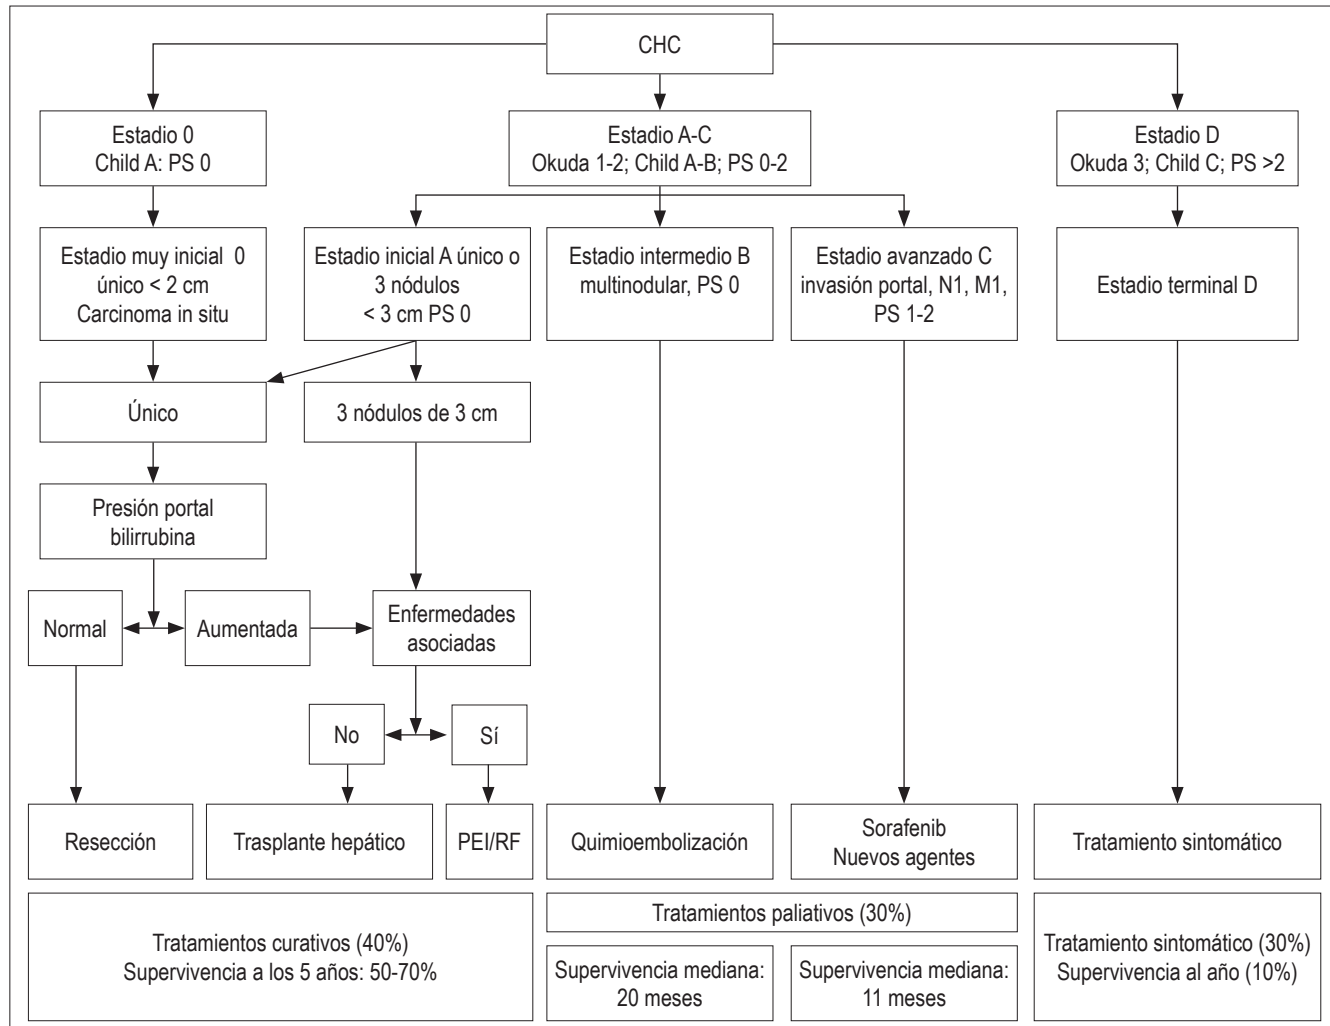 CHC
Estadio 0
Child A: PS 0
Estadio A-C
Okuda 1-2; Child A-B; PS 0-2
Estadio D
Okuda 3; Child C; PS >2
Estadio muy inicial 0
único < 2 cm
Carcinoma in situ
Estadio inicial A único o
3 nódulos
< 3 cm PS 0
Estadio intermedio B
multinodular, PS 0
Estadio avanzado C
invasión portal, N1, M1,
PS 1-2
Estadio terminal D
Único
3 nódulos de 3 cm
Presión portal
bilirrubina
Normal
Aumentada
Enfermedades
asociadas
No
Sí
Resección
Trasplante hepático
PEI/RF
Quimioembolización
Sorafenib
Nuevos agentes
Tratamiento sintomático
Tratamientos curativos (40%)
Supervivencia a los 5 años: 50-70%
Tratamientos paliativos (30%)
Supervivencia mediana:
20 meses
Supervivencia mediana:
11 meses
Tratamiento sintomático (30%)
Supervivencia al año (10%)